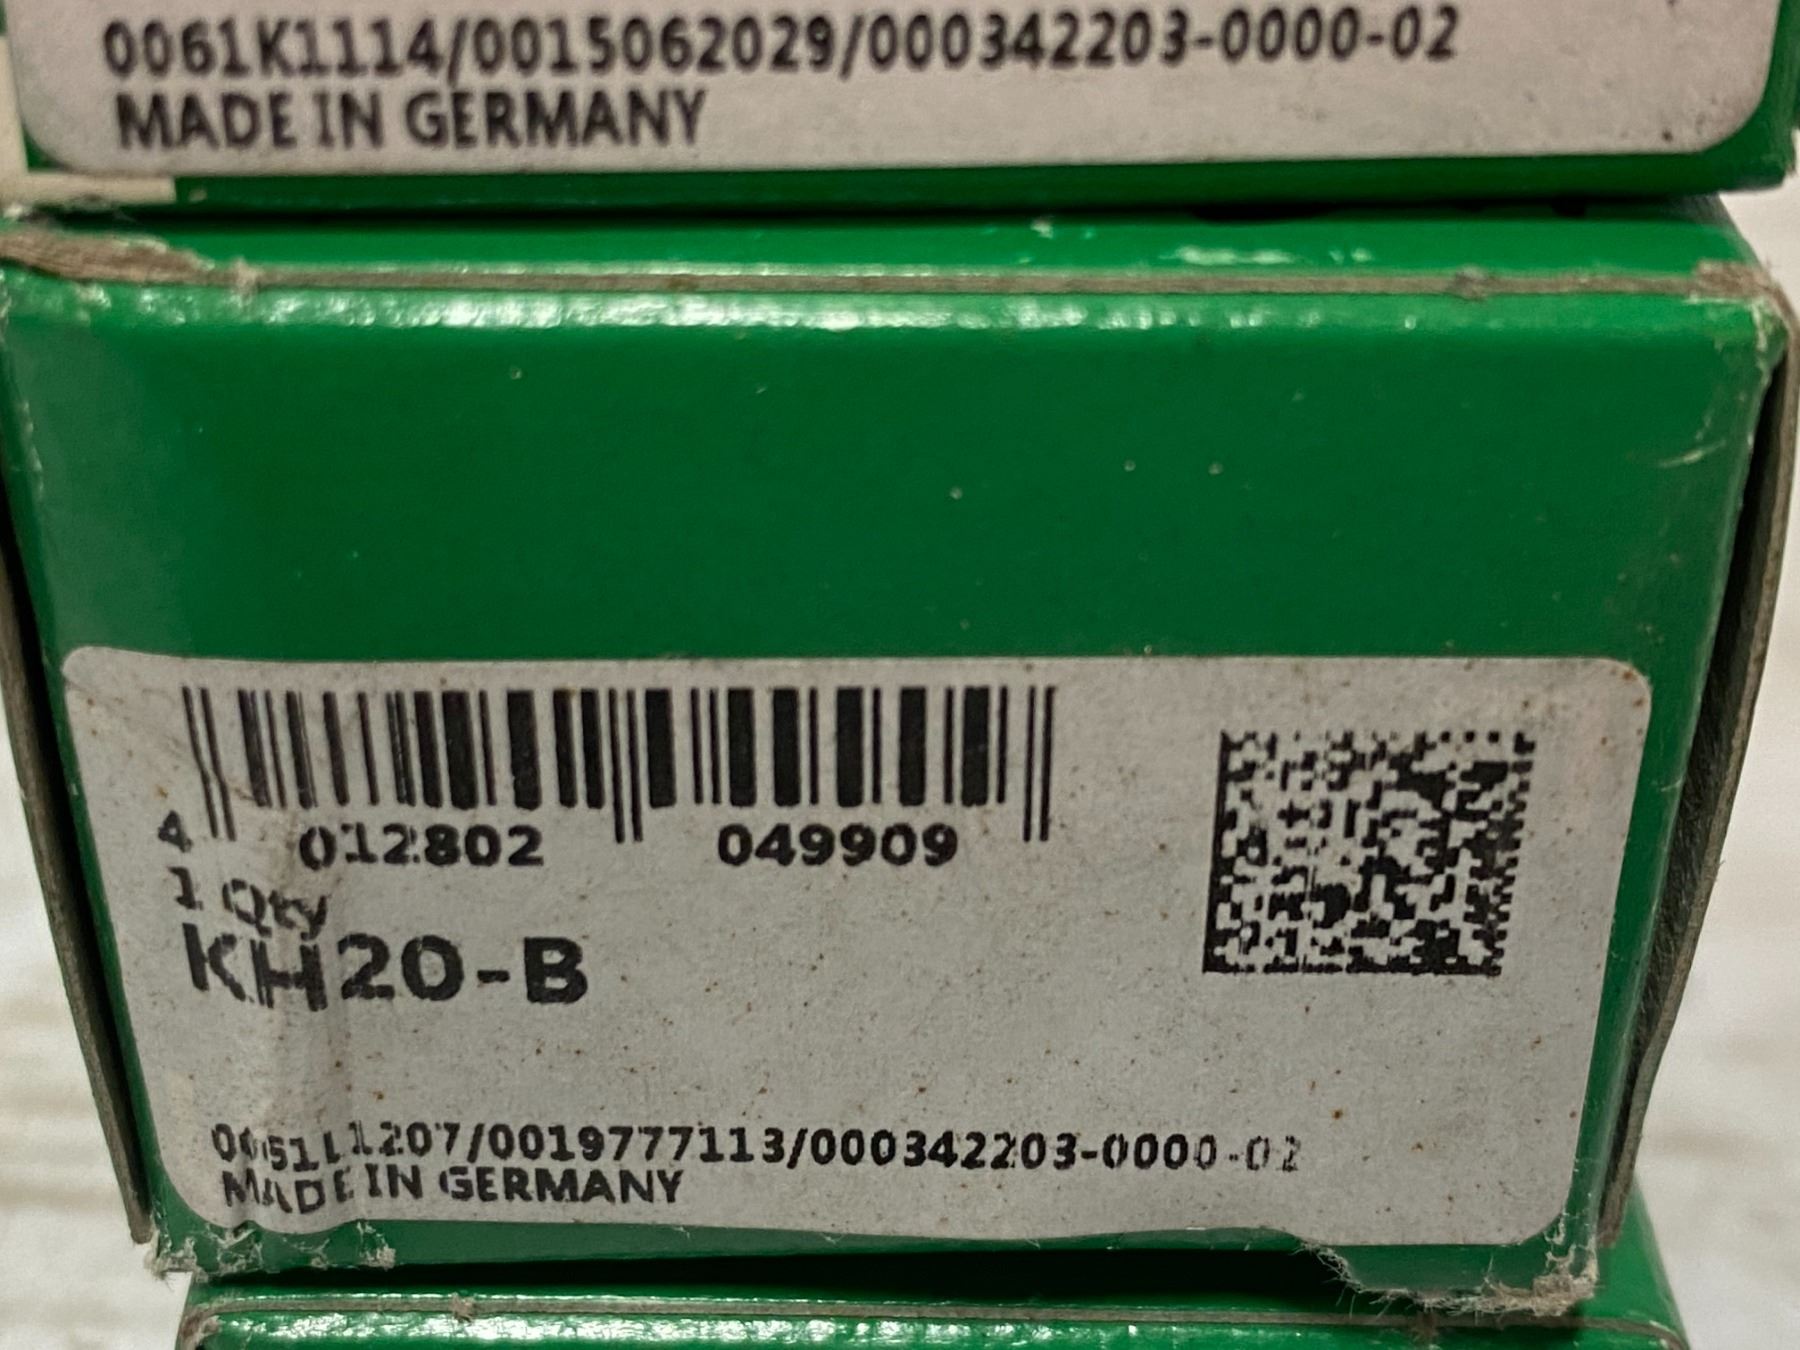 0061K1114/0015062029/000342203-0000-02
MADE IN GERMANY
4 012802 049909
1 Qty
KH20-B
0061L1207/0019777113/000342203-0000-02
MADE IN GERMANY